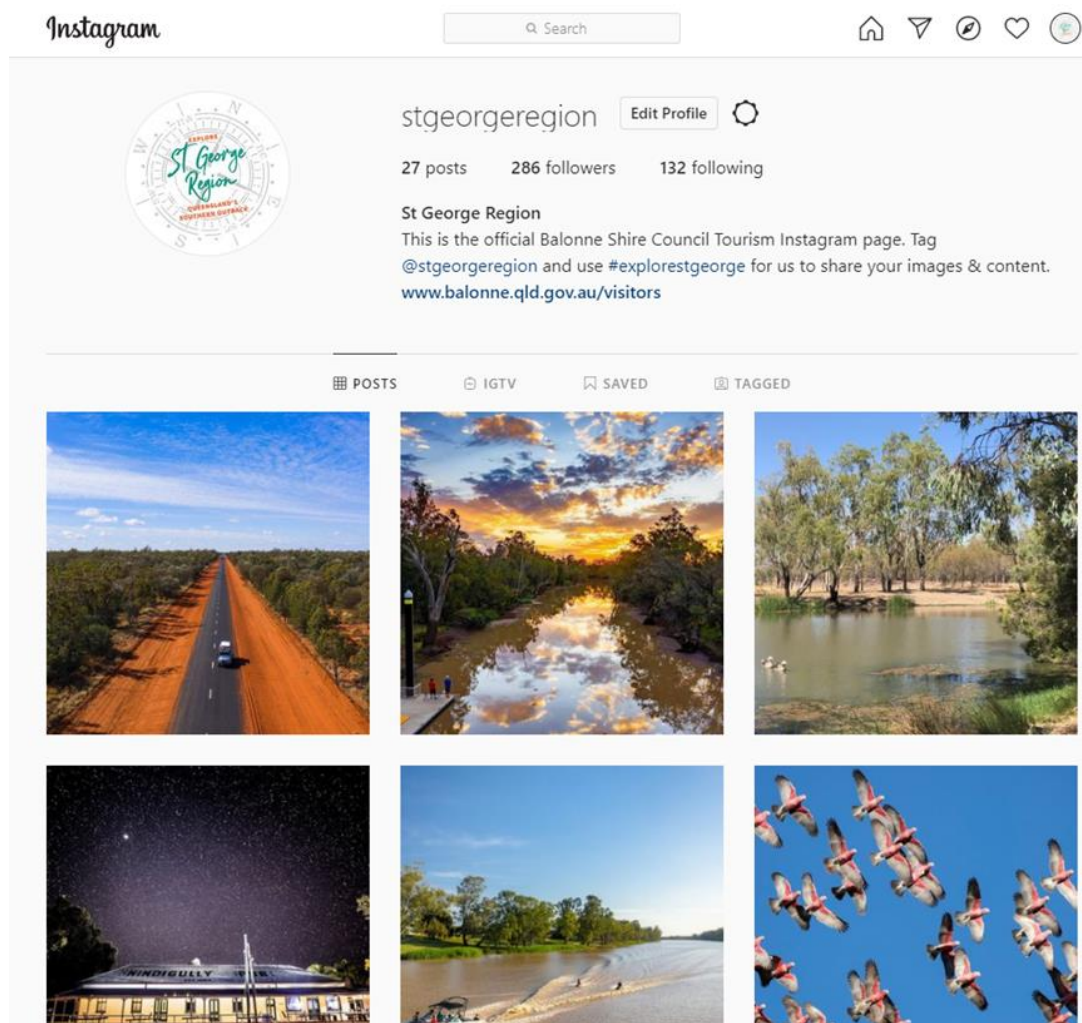 Instagram
Search
stgeorgeregion Edit Profile
27 posts 286 followers 132 following
St George Region
This is the official Balonne Shire Council Tourism Instagram page. Tag
@stgeorgeregion and use #explorestgeorge for us to share your images & content.
www.balonne.qld.gov.au/visitors
N
E
S
W
EXPLORE
St George
Region
QUEENSLAND'S
SOUTHERN OUTBACK
POSTS IGTV SAVED TAGGED
NINDIGULLY PUB